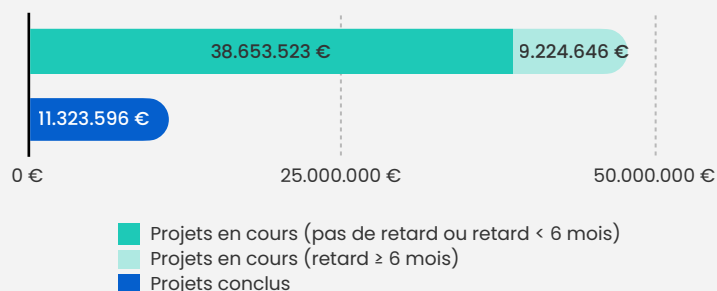 38.653.523 € 9.224.646 €
11.323.596 €
0 € 25.000.000 € 50.000.000 €
Projets en cours (pas de retard ou retard < 6 mois)
Projets en cours (retard ≥ 6 mois)
Projets conclus